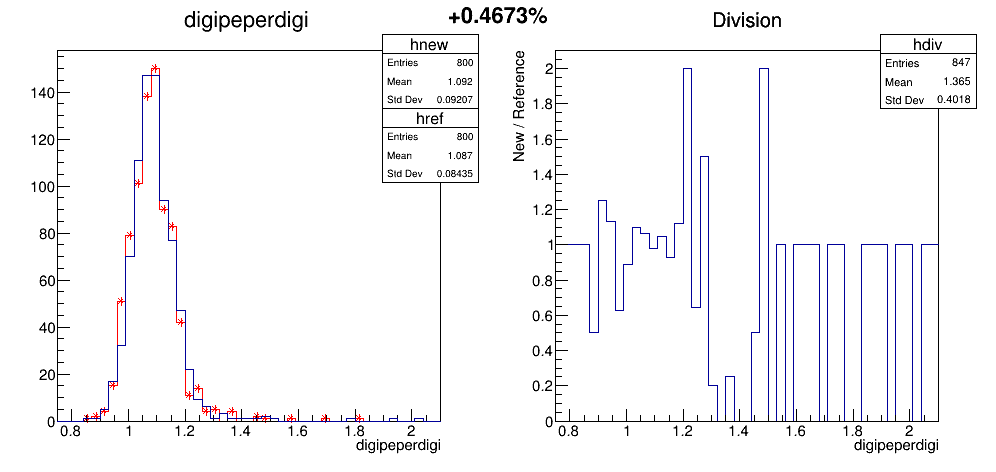 digipeperdigi
+0.4673%
Division
hnew
Entries 800
Mean 1.092
Std Dev 0.09207
href
Entries 800
Mean 1.087
Std Dev 0.08435
140
120
100
80
60
40
20
0
0.8 1 1.2 1.4 1.6 1.8 2
digipeperdigi
hdiv
Entries 847
Mean 1.365
Std Dev 0.4018
New / Reference
2
1.8
1.6
1.4
1.2
1
0.8
0.6
0.4
0.2
0
0.8 1 1.2 1.4 1.6 1.8 2
digipeperdigi